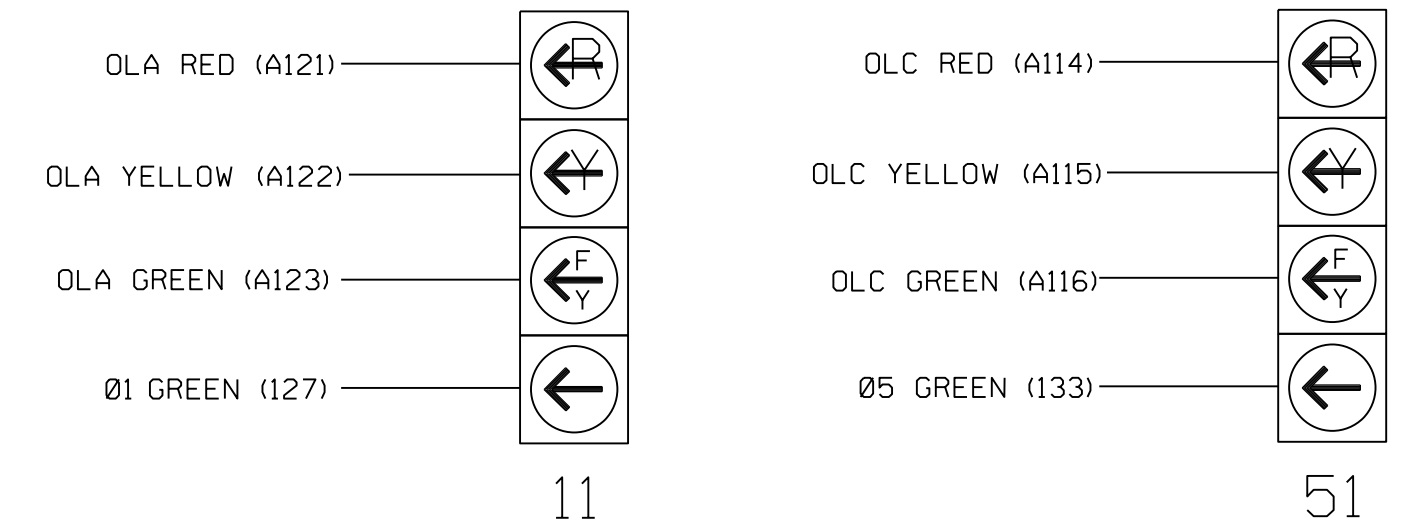 OLA RED (A121)
R
OLA YELLOW (A122)
Y
OLA GREEN (A123)
F
Y
Ø1 GREEN (127)
11
OLC RED (A114)
R
OLC YELLOW (A115)
Y
OLC GREEN (A116)
F
Y
Ø5 GREEN (133)
51